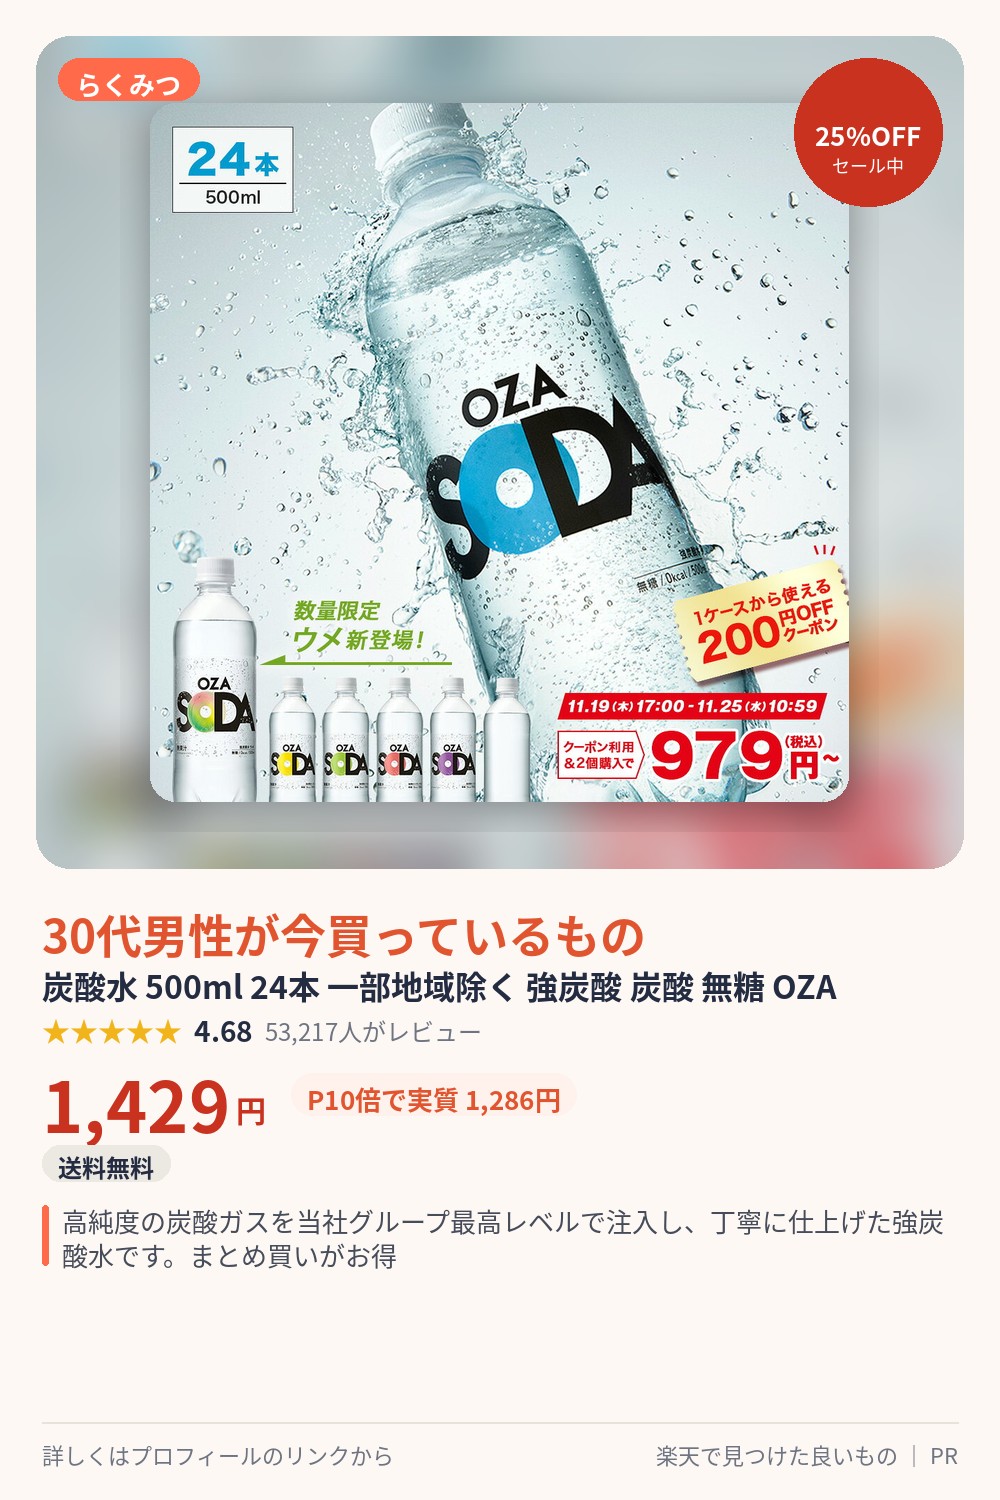 らくみつ
25%OFF
セール中
24本
500ml
OZA
SODA
無糖 / 0kcal / 500
数量限定
ウメ新登場!
1ケースから使える
200円OFF
クーポン
11.19(木)17:00 - 11.25(水)10:59
クーポン利用
&2個購入で
979円~
(税込)
OZA
SODA
OZA
SODA
OZA
SODA
OZA
SODA
OZA
SODA
30代男性が今買っているもの
炭酸水 500ml 24本 一部地域除く 強炭酸 炭酸 無糖 OZA
★★★★★ 4.68 53,217人がレビュー
1,429円 P10倍で実質 1,286円
送料無料
高純度の炭酸ガスを当社グループ最高レベルで注入し、丁寧に仕上げた強炭
酸水です。まとめ買いがお得
詳しくはプロフィールのリンクから
楽天で見つけた良いもの | PR